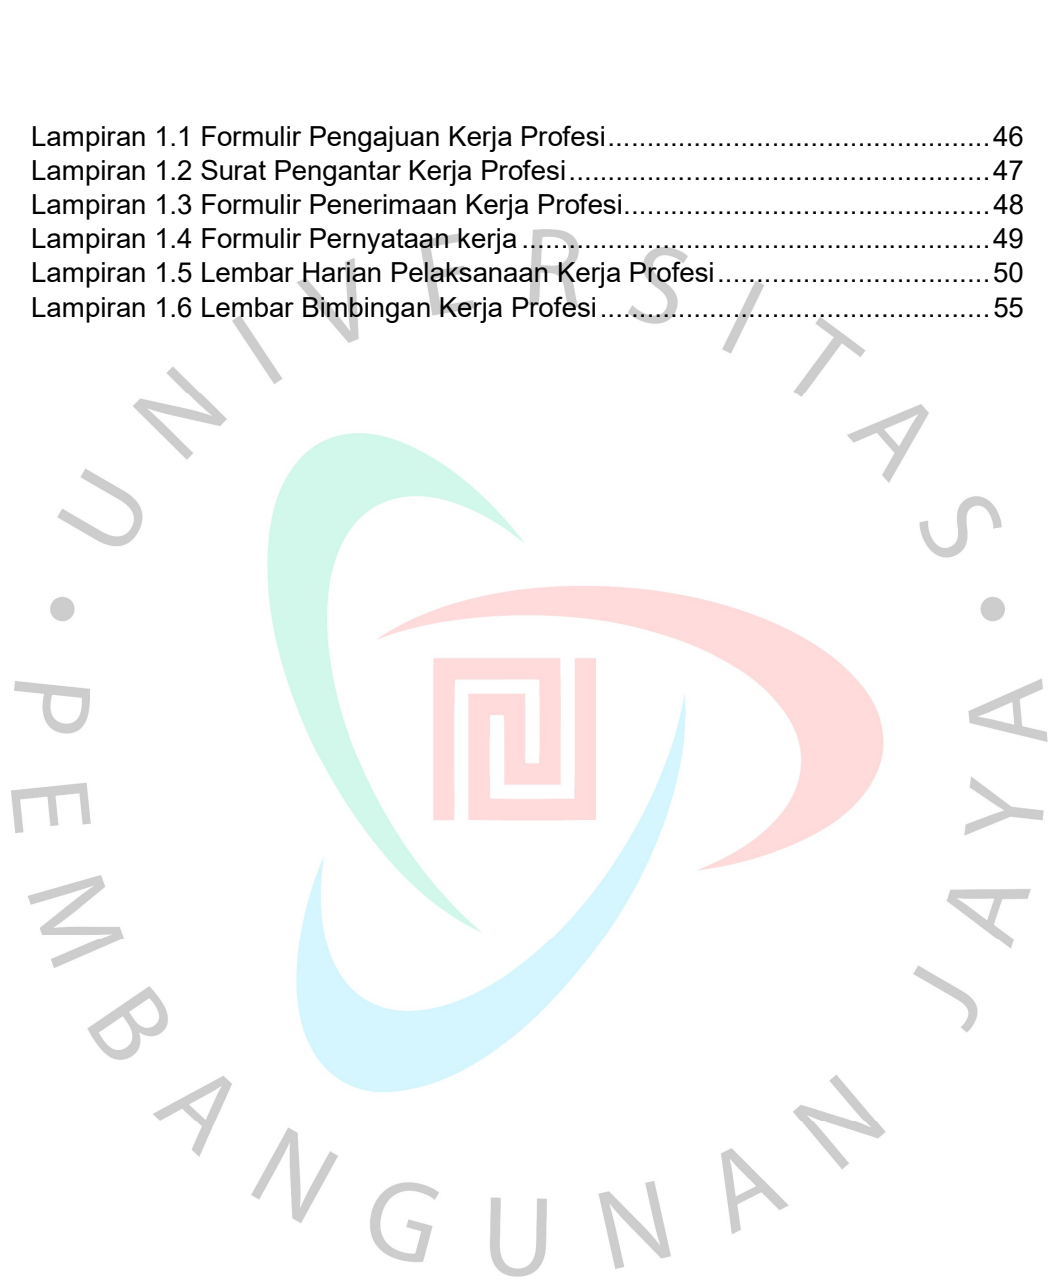 Lampiran 1.1 Formulir Pengajuan Kerja Profesi.................................................46
Lampiran 1.2 Surat Pengantar Kerja Profesi......................................................47
Lampiran 1.3 Formulir Penerimaan Kerja Profesi...............................................48
Lampiran 1.4 Formulir Pernyataan kerja............................................................49
Lampiran 1.5 Lembar Harian Pelaksanaan Kerja Profesi...................................50
Lampiran 1.6 Lembar Bimbingan Kerja Profesi..................................................55
UNIVERSITAS
• PEMBANGUNAN JAYA •